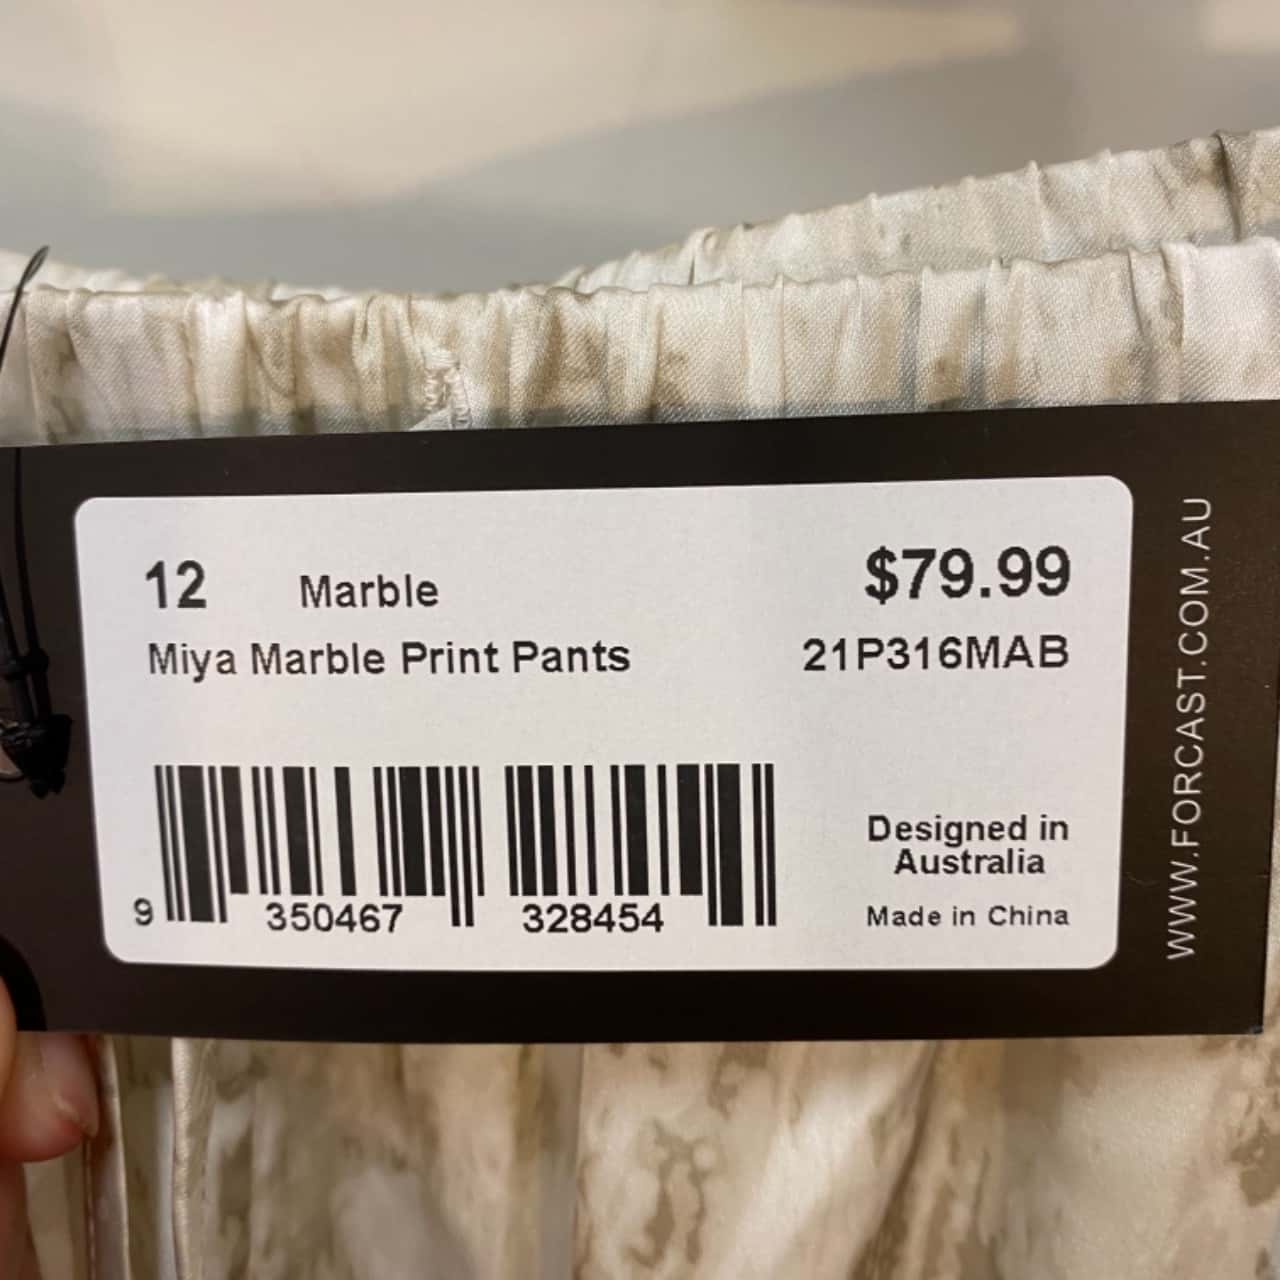 12 Marble $79.99
Miya Marble Print Pants 21P316MAB
Designed in
Australia
Made in China
9 350467 328454
WWW.FORCAST.COM.AU